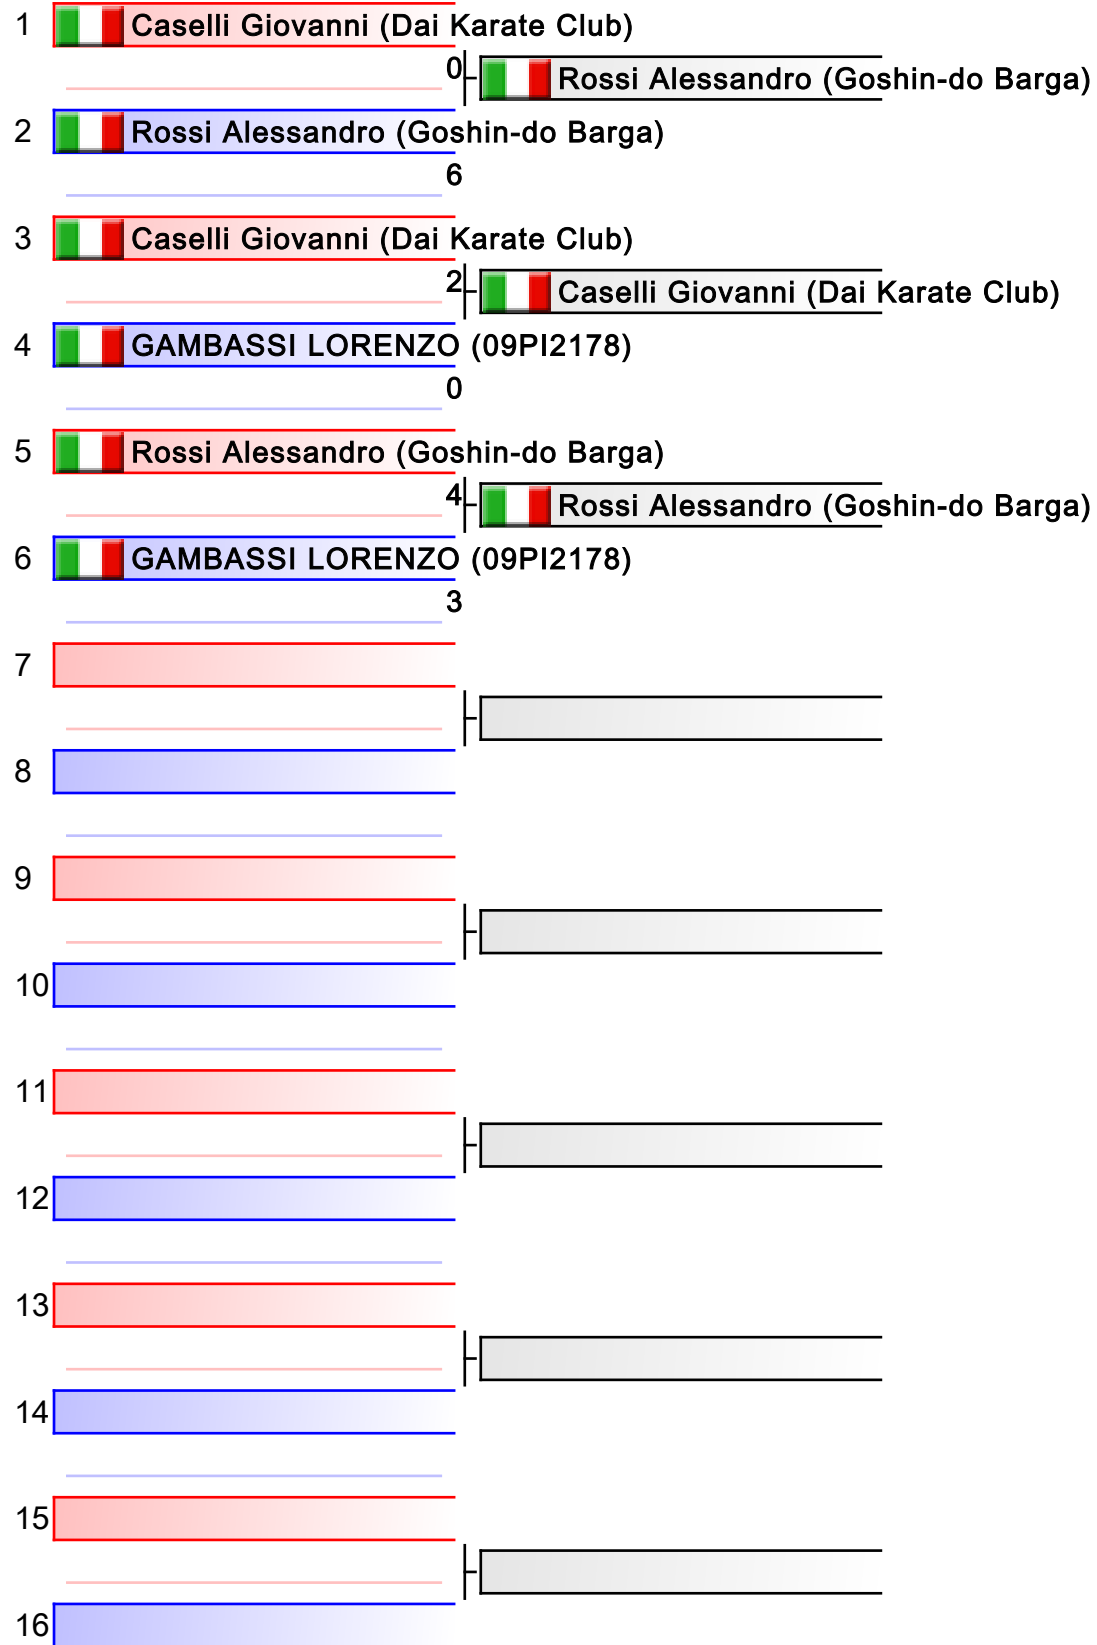 1 Caselli Giovanni (Dai Karate Club)
0 Rossi Alessandro (Goshin-do Barga)
2 Rossi Alessandro (Goshin-do Barga)
6
3 Caselli Giovanni (Dai Karate Club)
2 Caselli Giovanni (Dai Karate Club)
4 GAMBASSI LORENZO (09PI2178)
0
5 Rossi Alessandro (Goshin-do Barga)
4 Rossi Alessandro (Goshin-do Barga)
6 GAMBASSI LORENZO (09PI2178)
3
7
8
9
10
11
12
13
14
15
16